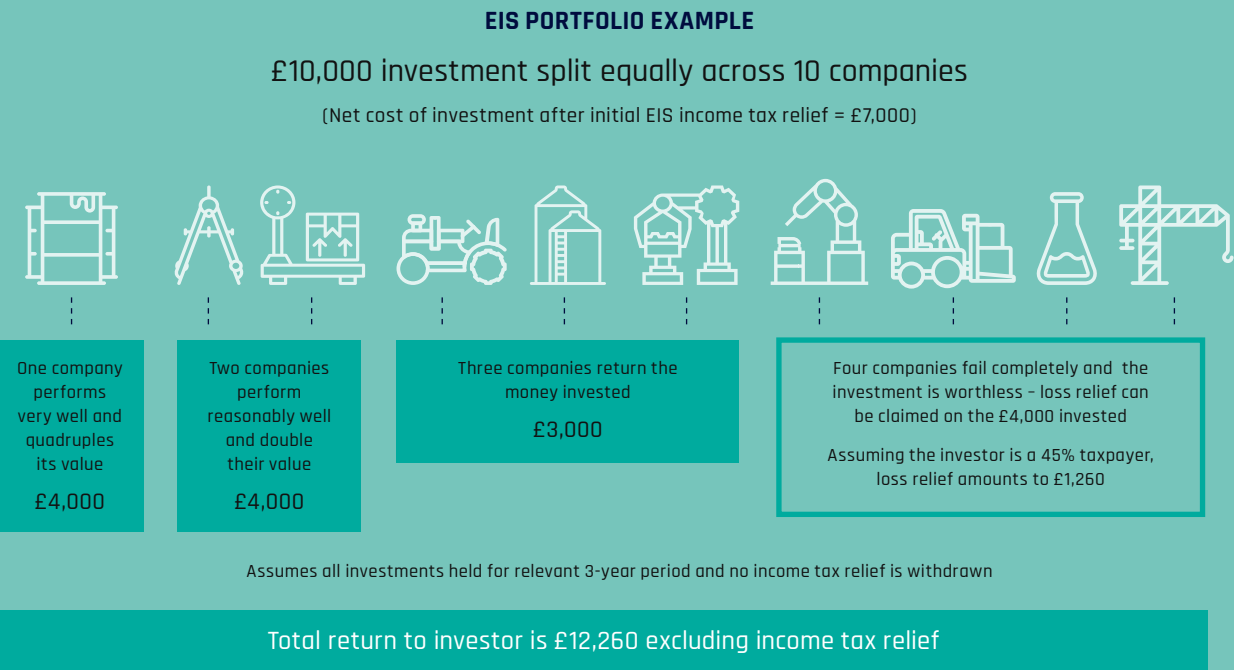 EIS PORTFOLIO EXAMPLE
£10,000 investment split equally across 10 companies
(Net cost of investment after initial EIS income tax relief = £7,000)
One company
performs
very well and
quadruples
its value
£4,000
Two companies
perform
reasonably well
and double
their value
£4,000
Three companies return the
money invested
£3,000
Four companies fail completely and the
investment is worthless – loss relief can
be claimed on the £4,000 invested
Assuming the investor is a 45% taxpayer,
loss relief amounts to £1,260
Assumes all investments held for relevant 3-year period and no income tax relief is withdrawn
Total return to investor is £12,260 excluding income tax relief